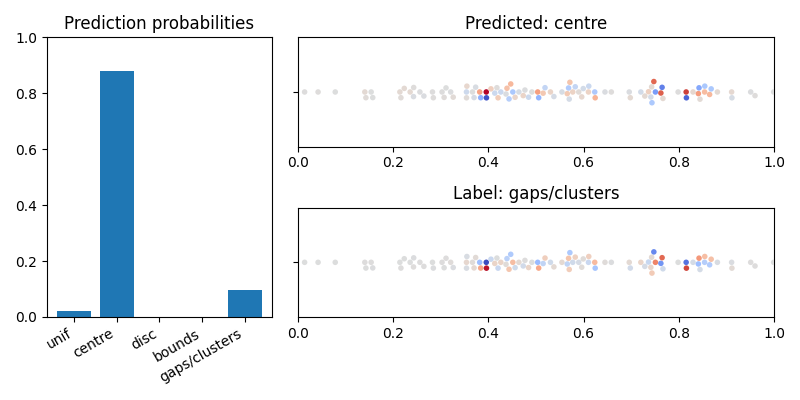 Prediction probabilities
1.0
0.8
0.6
0.4
0.2
0.0
unif
centre
disc
bounds
gaps/clusters
Predicted: centre
0.0 0.2 0.4 0.6 0.8 1.0
Label: gaps/clusters
0.0 0.2 0.4 0.6 0.8 1.0